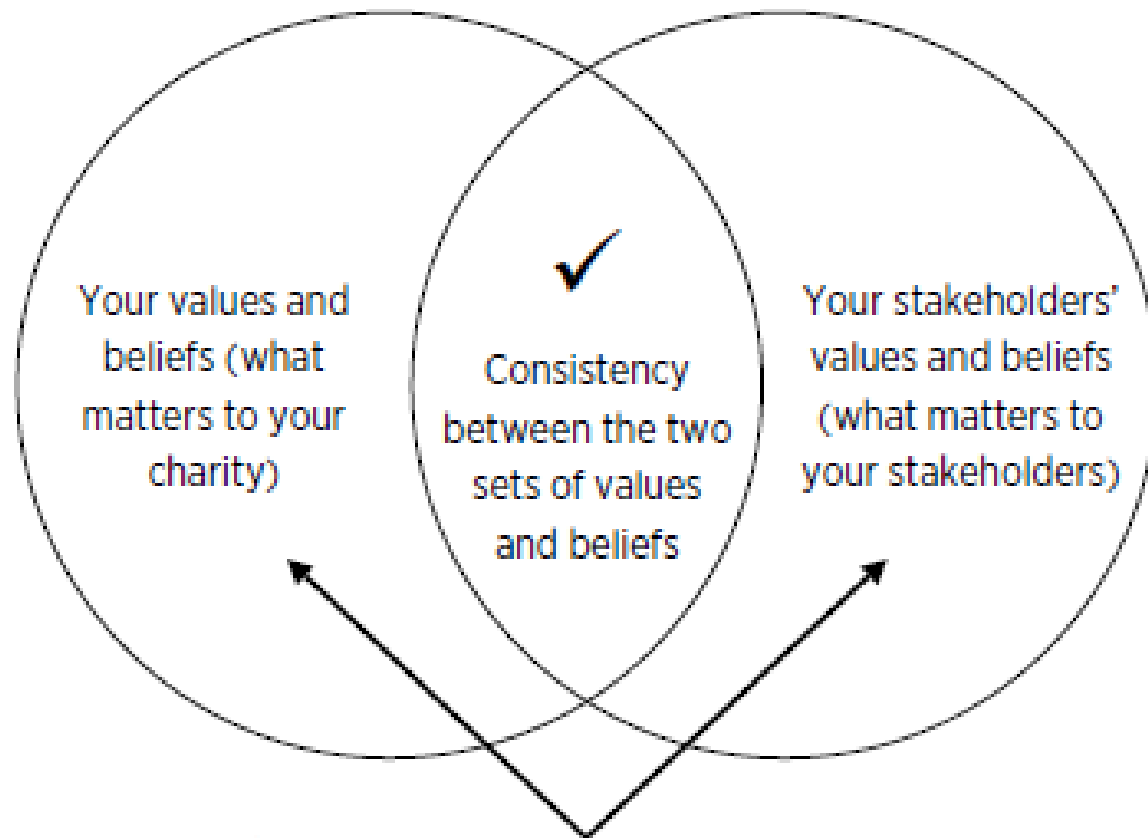 Your values and
beliefs (what
matters to your
charity)
✓
Consistency
between the two
sets of values
and beliefs
Your stakeholders’
values and beliefs
(what matters to
your stakeholders)